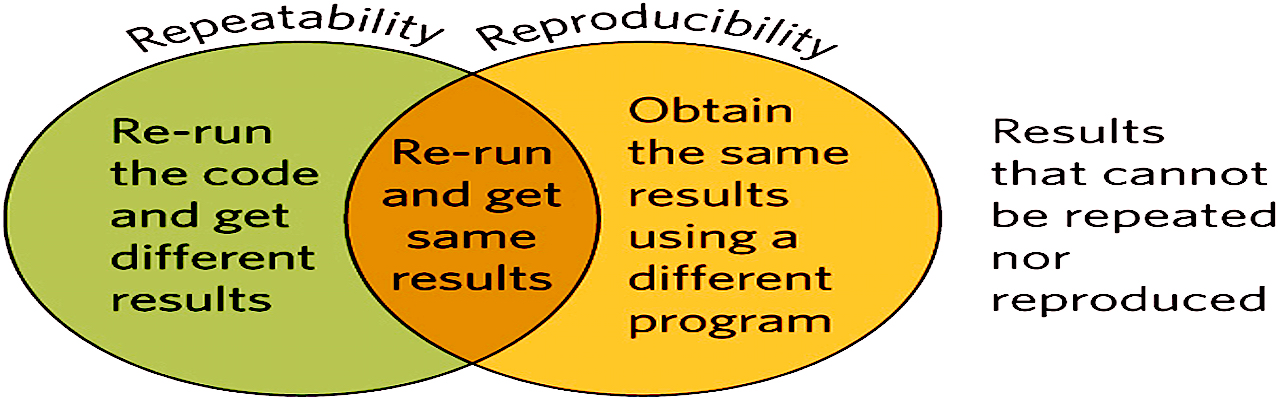 Repeatability
Reproducibility
Re-run
the code
and get
different
results
Re-run
and get
same
results
Obtain
the same
results
using a
different
program
Results
that cannot
be repeated
nor
reproduced